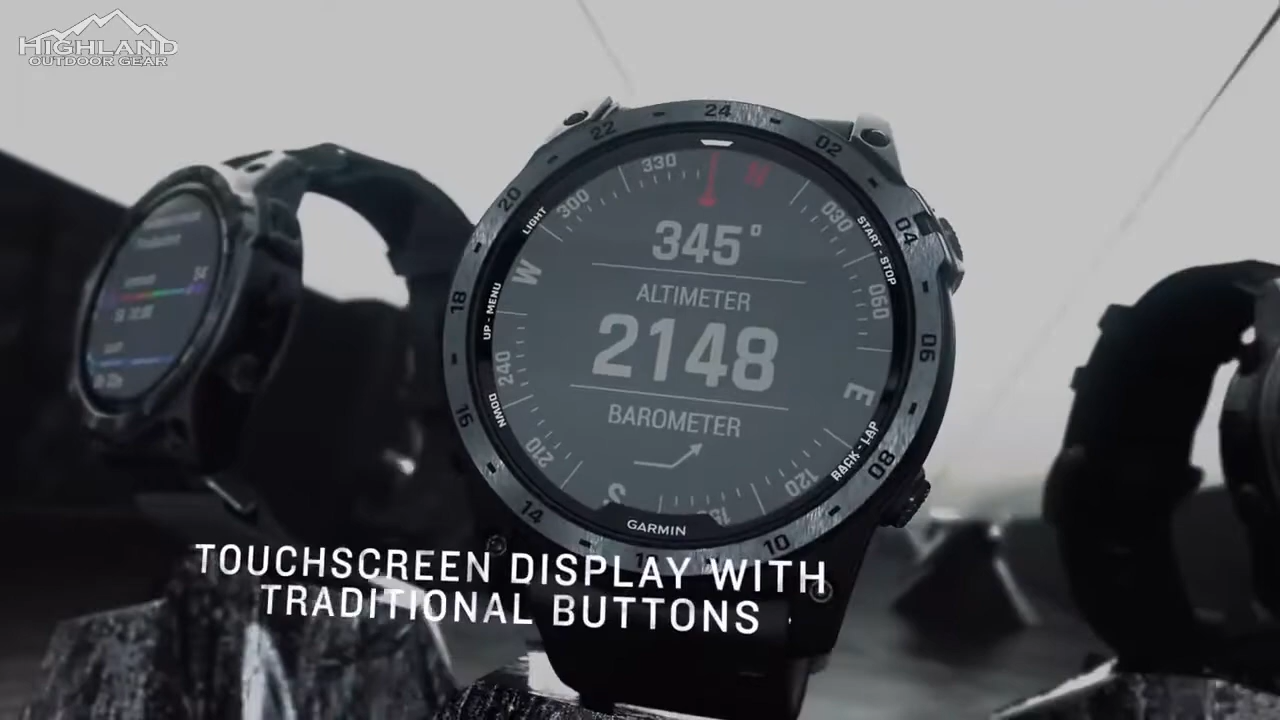 HIGHLAND
OUTDOOR GEAR
24
22
02
20
04
18
06
16
08
14
10
LIGHT
UP - MENU
DOWN
START - STOP
BACK - LAP
330
N
300
030
W
060
240
E
210
120
S
150
345°
ALTIMETER
2148
BAROMETER
GARMIN
TOUCHSCREEN DISPLAY WITH
TRADITIONAL BUTTONS